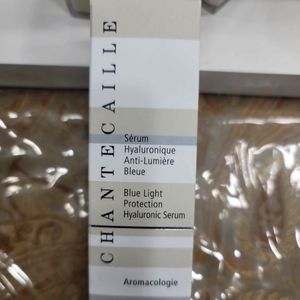 CHANTECAILLE
Sérum
Hyaluronique
Anti-Lumière
Bleue
Blue Light
Protection
Hyaluronic Serum
Aromacologie